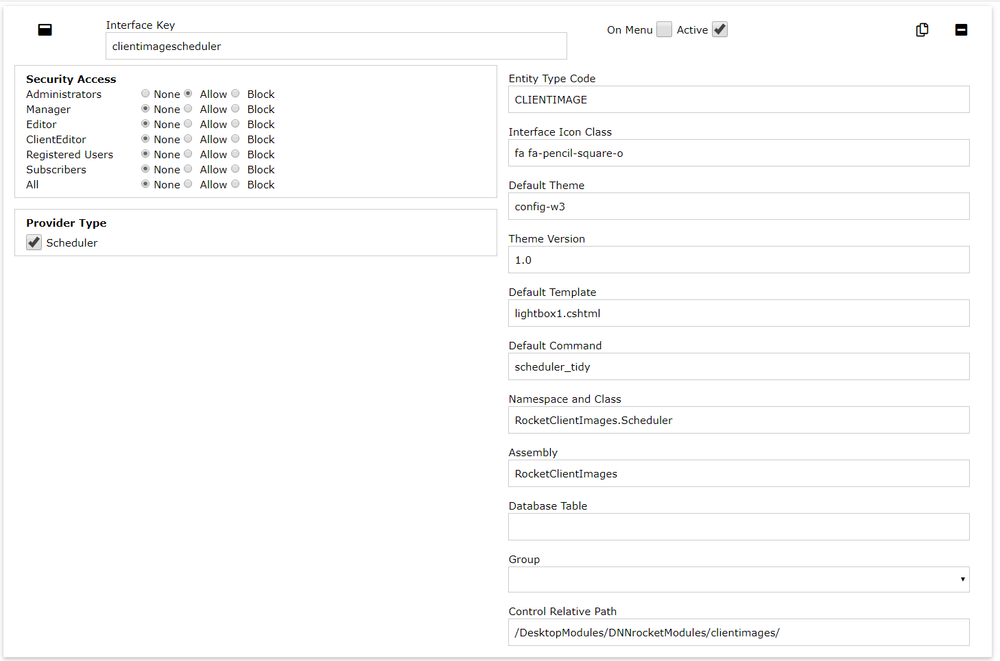 Interface Key
clientimagescheduler
On Menu Active
Security Access
Administrators None Allow Block
Manager None Allow Block
Editor None Allow Block
ClientEditor None Allow Block
Registered Users None Allow Block
Subscribers None Allow Block
All None Allow Block
Provider Type
Scheduler
Entity Type Code
CLIENTIMAGE
Interface Icon Class
fa fa-pencil-square-o
Default Theme
config-w3
Theme Version
1.0
Default Template
lightbox1.cshtml
Default Command
scheduler_tidy
Namespace and Class
RocketClientImages.Scheduler
Assembly
RocketClientImages
Database Table
Group
Control Relative Path
/DesktopModules/DNNrocketModules/clientimages/